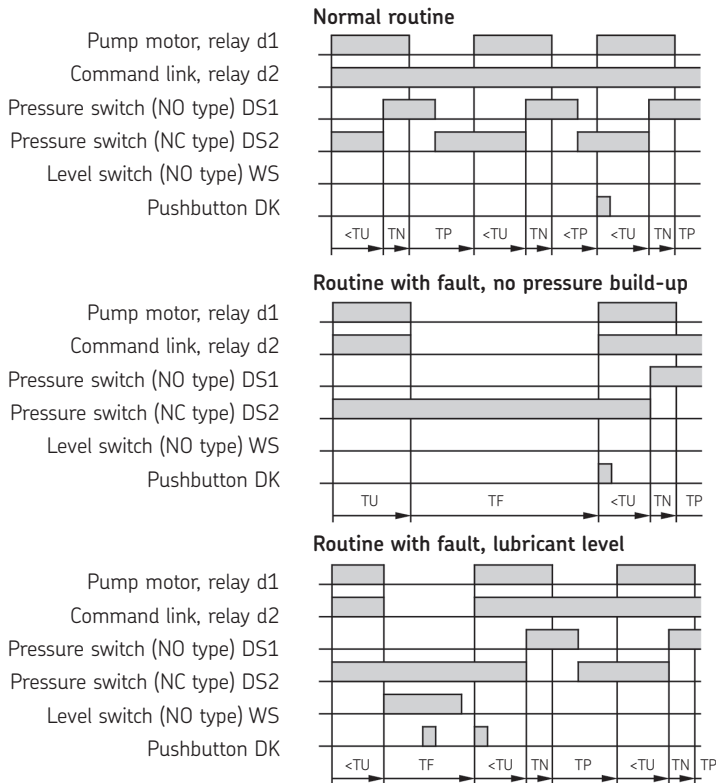 Normal routine
Pump motor, relay d1
Command link, relay d2
Pressure switch (NO type) DS1
Pressure switch (NC type) DS2
Level switch (NO type) WS
Pushbutton DK
<TU TN TP <TU TN <TP <TU TN TP
Routine with fault, no pressure build-up
Pump motor, relay d1
Command link, relay d2
Pressure switch (NO type) DS1
Pressure switch (NC type) DS2
Level switch (NO type) WS
Pushbutton DK
TU TF <TU TN TP
Routine with fault, lubricant level
Pump motor, relay d1
Command link, relay d2
Pressure switch (NO type) DS1
Pressure switch (NC type) DS2
Level switch (NO type) WS
Pushbutton DK
<TU TF <TU TN TP <TU TN TP